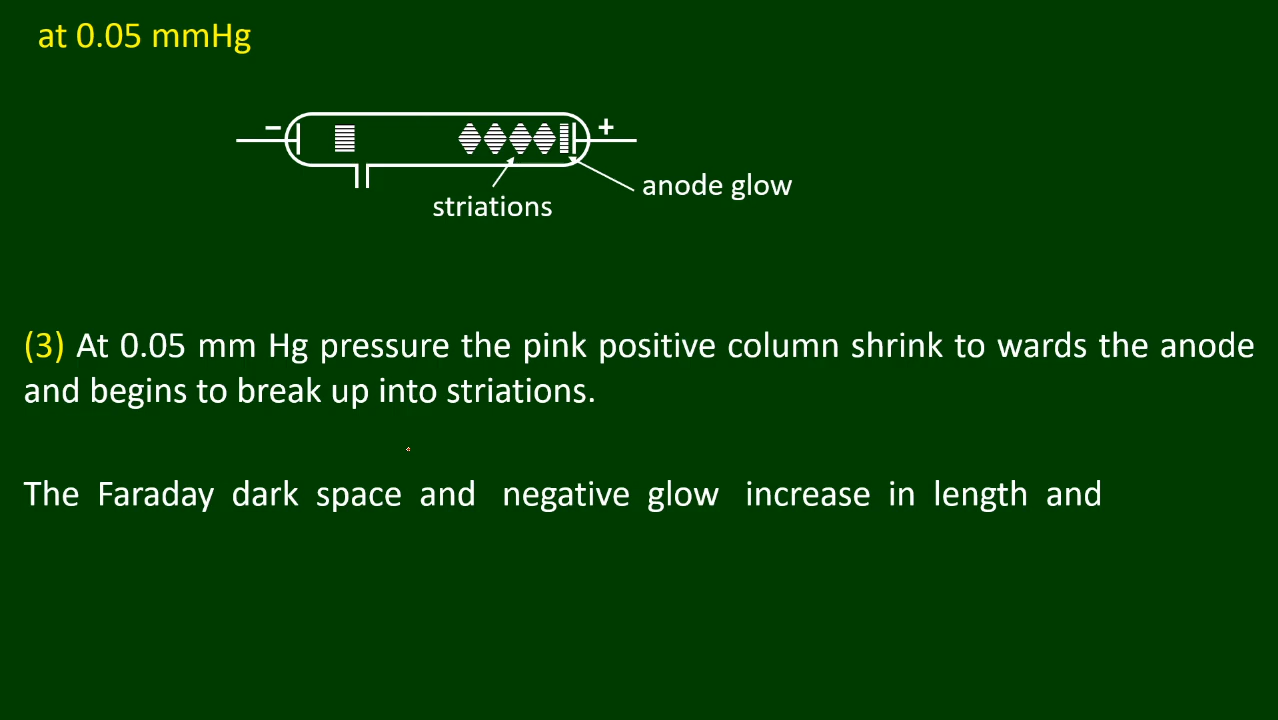 at 0.05 mmHg
− +
anode glow
striations
(3) At 0.05 mm Hg pressure the pink positive column shrink to wards the anode
and begins to break up into striations.
The Faraday dark space and negative glow increase in length and